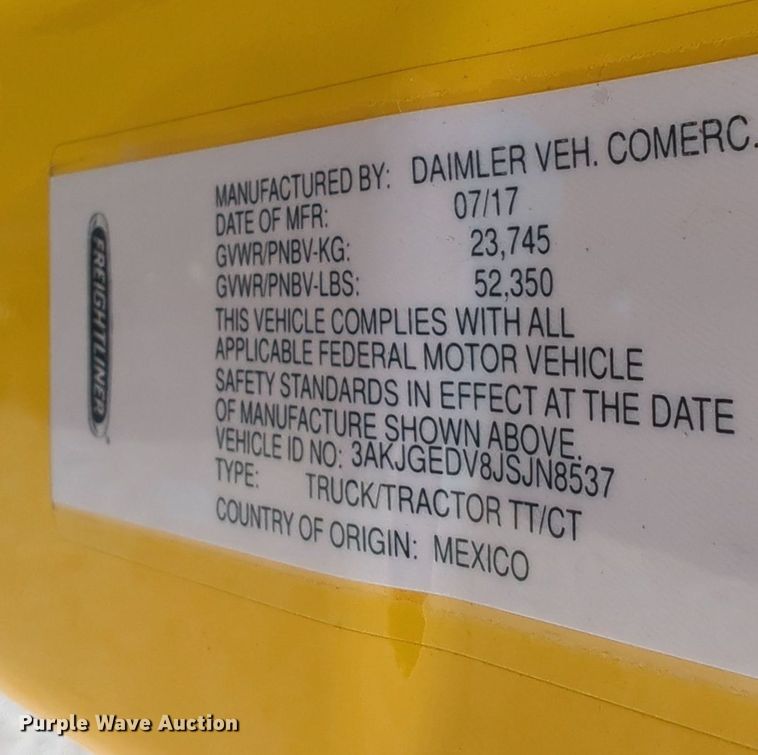 FREIGHTLINER
MANUFACTURED BY: DAIMLER VEH. COMERC.
DATE OF MFR: 07/17
GVWR/PNBV-KG: 23,745
GVWR/PNBV-LBS: 52,350
THIS VEHICLE COMPLIES WITH ALL
APPLICABLE FEDERAL MOTOR VEHICLE
SAFETY STANDARDS IN EFFECT AT THE DATE
OF MANUFACTURE SHOWN ABOVE.
VEHICLE ID NO: 3AKJGEDV8JSJN8537
TYPE: TRUCK/TRACTOR TT/CT
COUNTRY OF ORIGIN: MEXICO
Purple Wave Auction